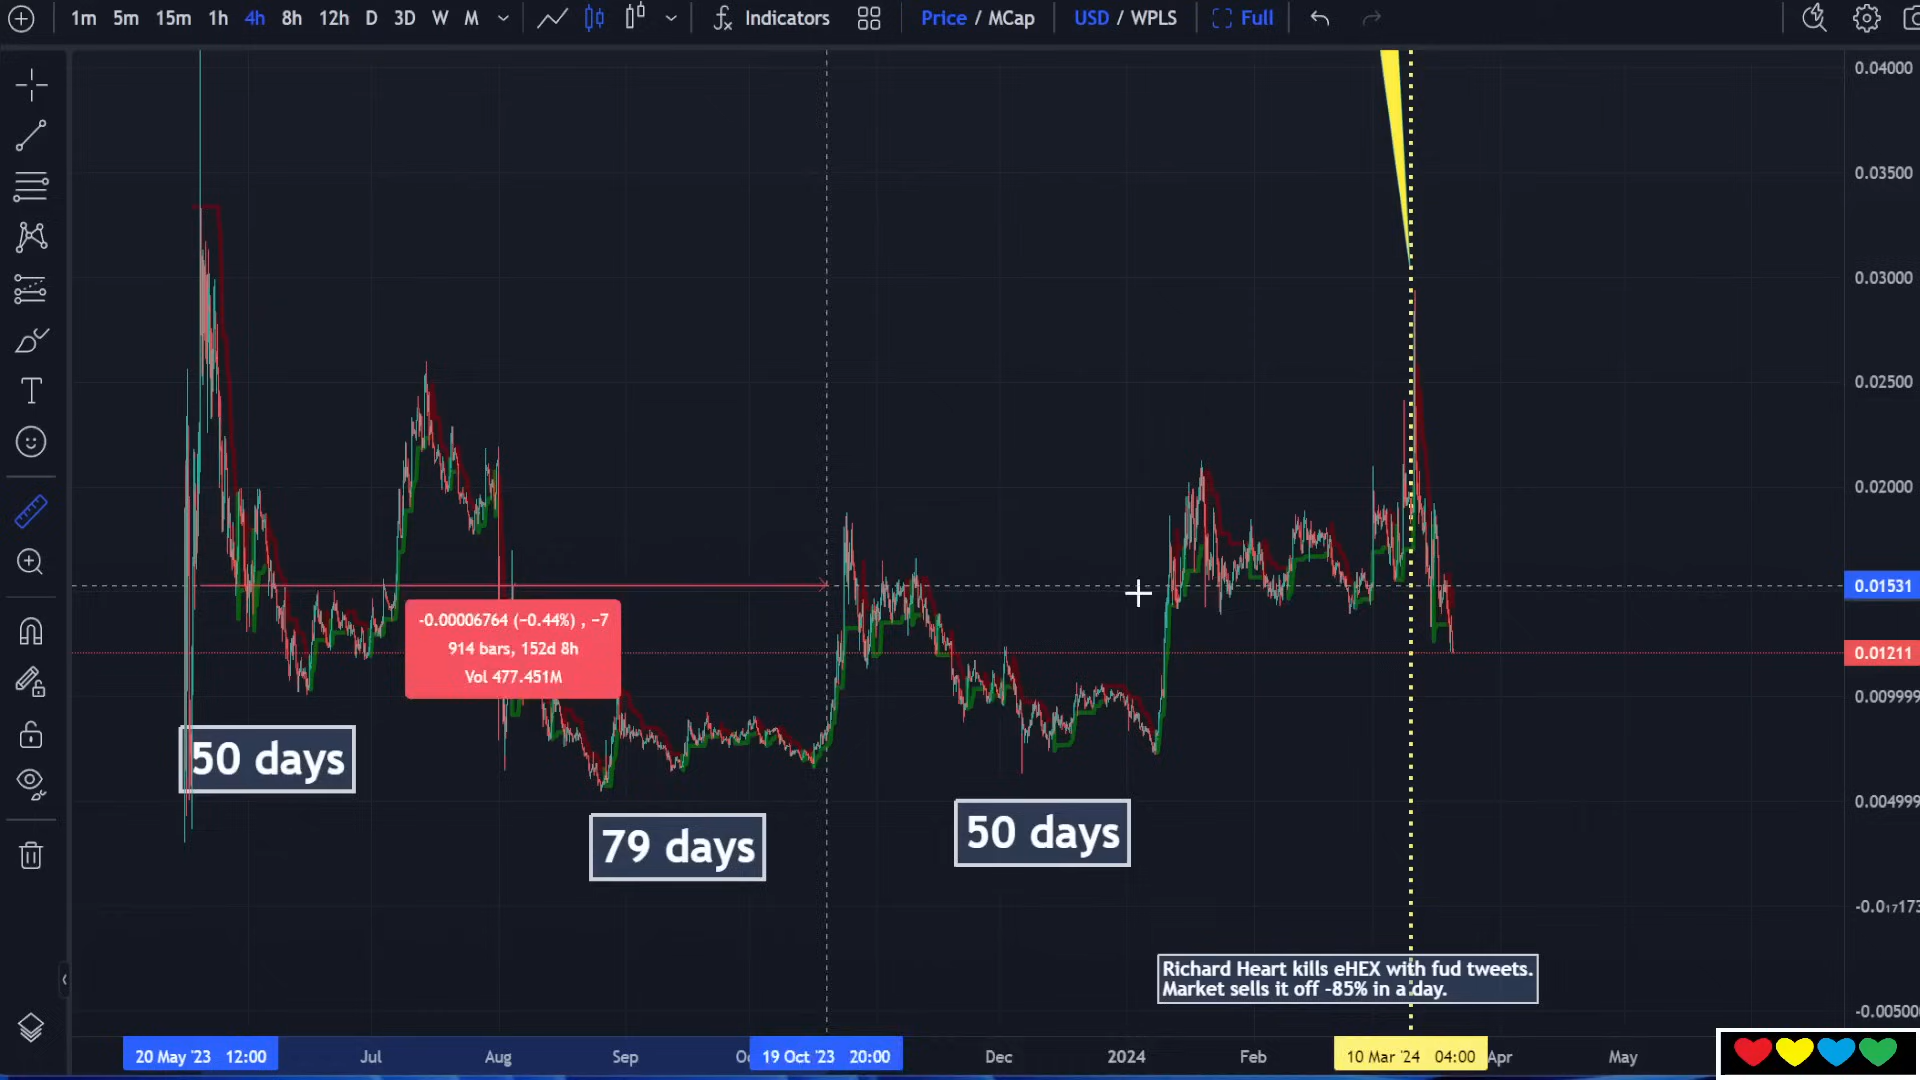 1m 5m 15m 1h 4h 8h 12h D 3D W M Indicators Price / MCap USD / WPLS Full
0.04000
0.03500
0.03000
0.02500
0.02000
0.01531
-0.00006764 (−0.44%) , −7
914 bars, 152d 8h
Vol 477.451M
0.01211
0.009999
50 days
79 days
50 days
0.004999
-0.0₁₇173
Richard Heart kills eHEX with fud tweets.
Market sells it off -85% in a day.
-0.00500
20 May '23 12:00 Jul Aug Sep 19 Oct '23 20:00 Dec 2024 Feb 10 Mar '24 04:00 Apr May